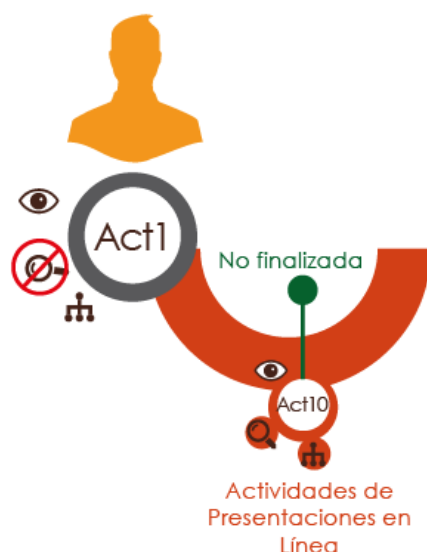 Act1
No finalizada
Act10
Actividades de
Presentaciones en
Línea